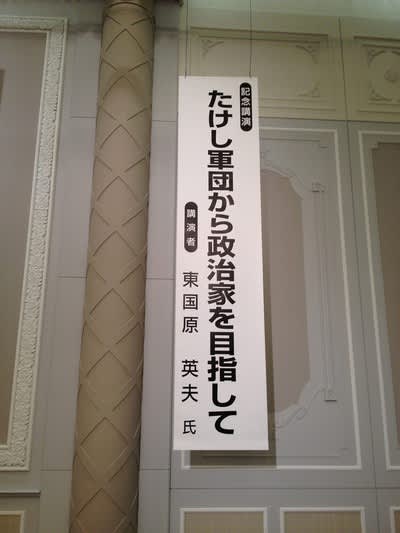 記念講演
たけし軍団から政治家を目指して
講演者
東国原 英夫 氏